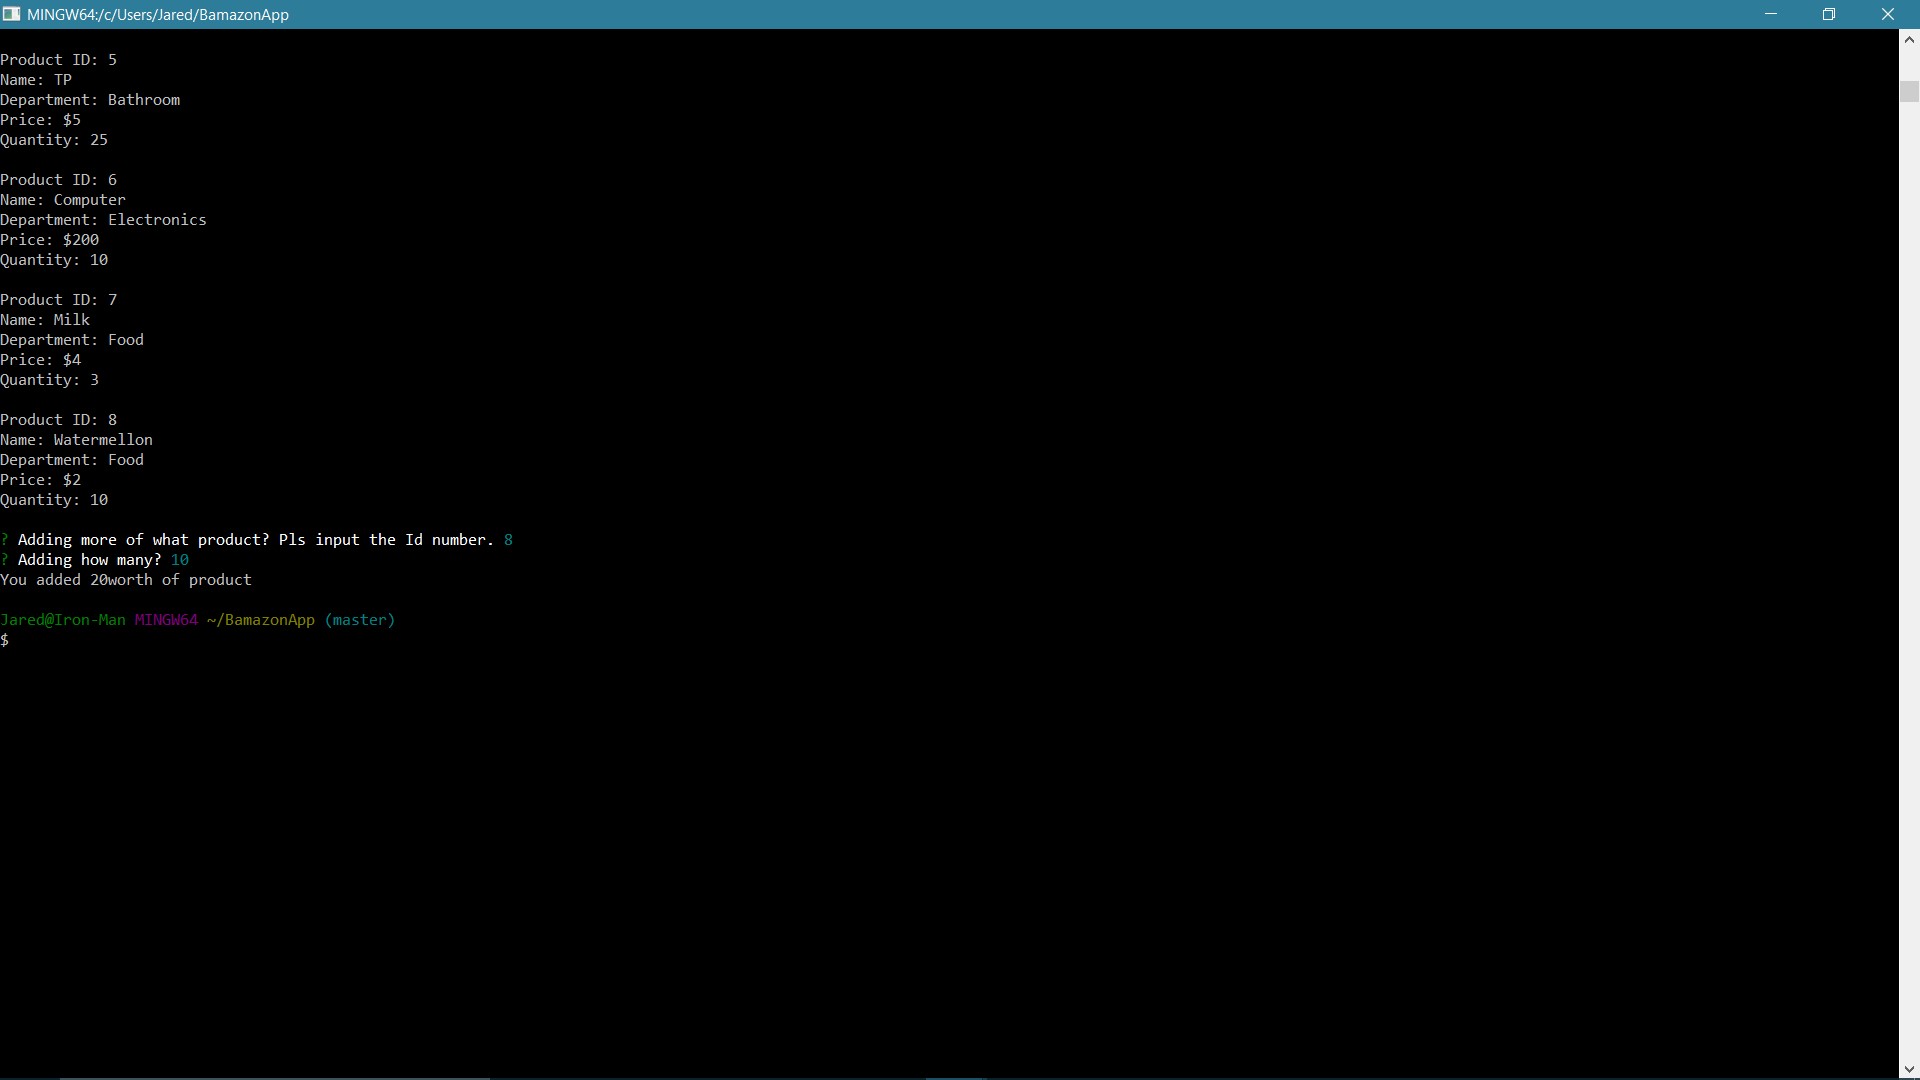 MINGW64:/c/Users/Jared/BamazonApp
Product ID: 5
Name: TP
Department: Bathroom
Price: $5
Quantity: 25
Product ID: 6
Name: Computer
Department: Electronics
Price: $200
Quantity: 10
Product ID: 7
Name: Milk
Department: Food
Price: $4
Quantity: 3
Product ID: 8
Name: Watermellon
Department: Food
Price: $2
Quantity: 10
? Adding more of what product? Pls input the Id number. 8
? Adding how many? 10
You added 20worth of product
Jared@Iron-Man MINGW64 ~/BamazonApp (master)
$